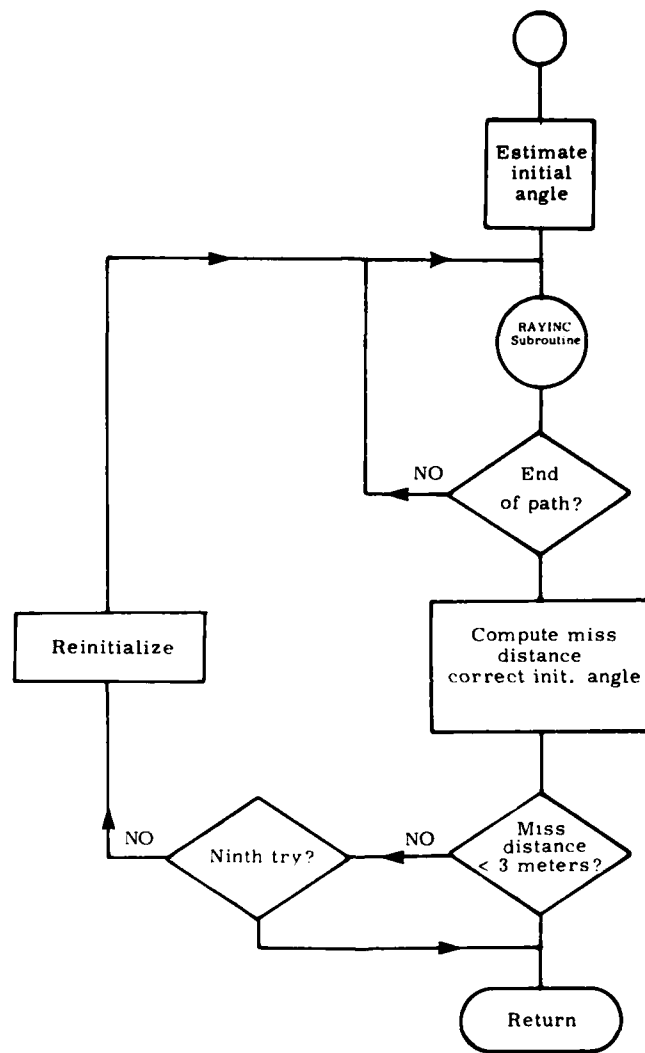 Estimate
initial
angle
RAYINC
Subroutine
NO
End
of path?
Reinitialize
Compute miss
distance
correct init. angle
NO
Ninth try?
NO
Miss
distance
< 3 meters?
Return